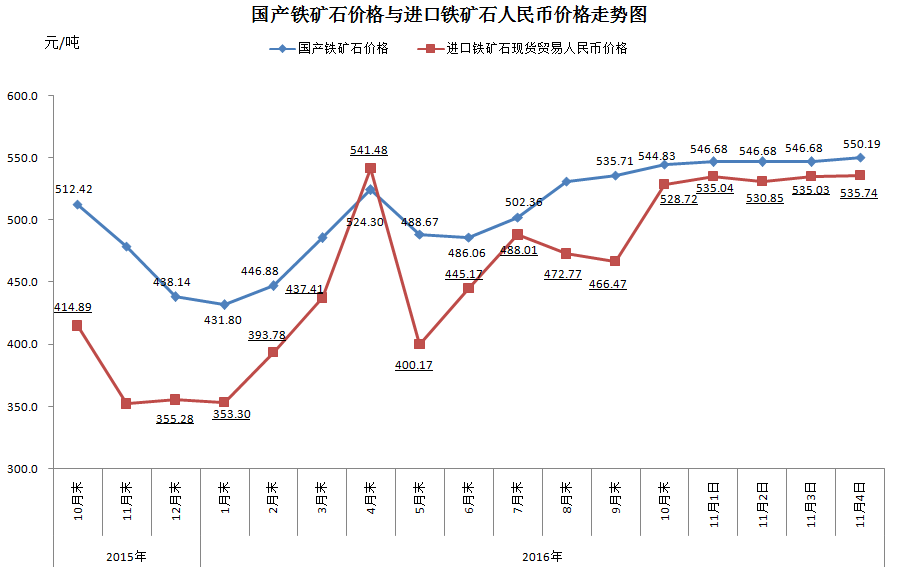 国产铁矿石价格与进口铁矿石人民币价格走势图
元/吨
国产铁矿石价格 进口铁矿石现货贸易人民币价格
600.0
550.0
500.0
450.0
400.0
350.0
300.0
512.42
438.14
431.80
446.88
524.30
488.67
486.06
502.36
535.71
544.83
546.68
546.68
546.68
550.19
414.89
355.28
353.30
393.78
437.41
541.48
400.17
445.17
488.01
472.77
466.47
528.72
535.04
530.85
535.03
535.74
10月末
11月末
12月末
1月末
2月末
3月末
4月末
5月末
6月末
7月末
8月末
9月末
10月末
11月1日
11月2日
11月3日
11月4日
2015年 2016年